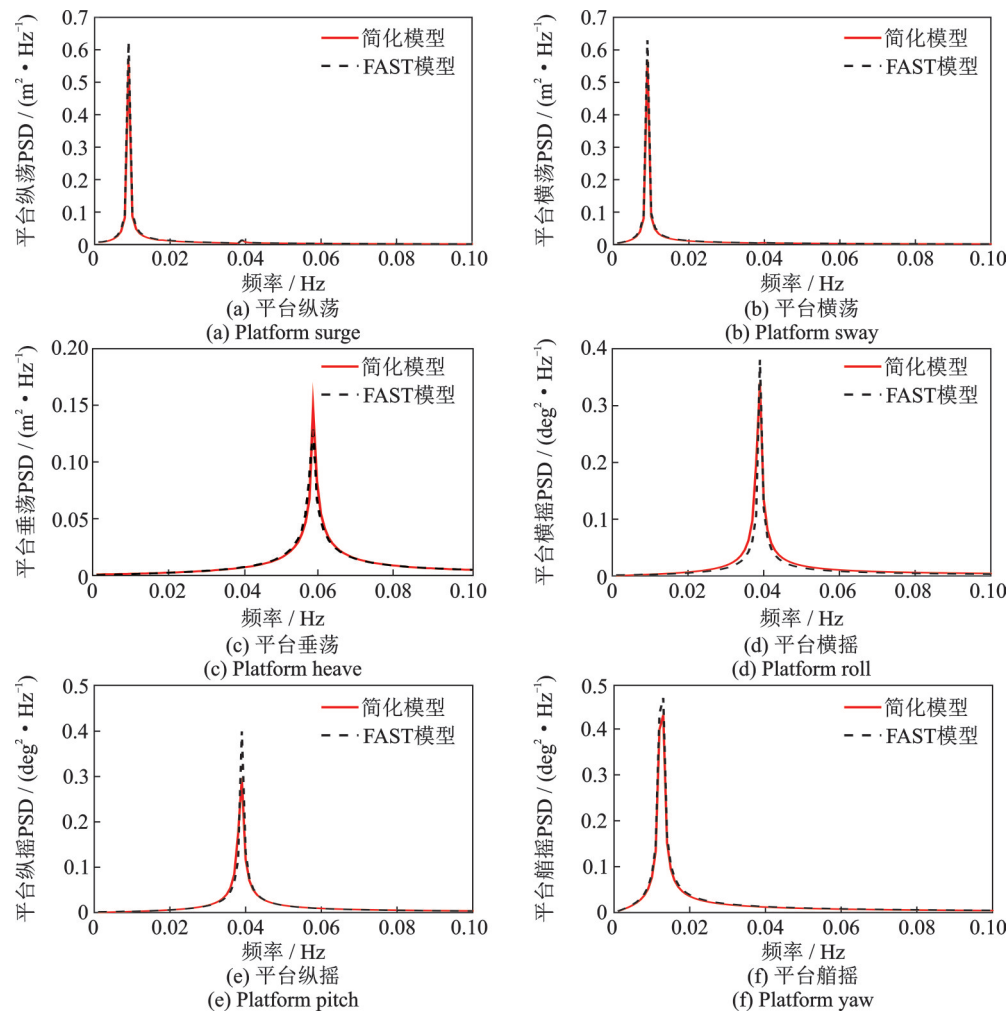 平台纵荡PSD / (m²·Hz⁻¹)
0.7
0.6
0.5
0.4
0.3
0.2
0.1
0
简化模型
FAST模型
0 0.02 0.04 0.06 0.08 0.10
频率 / Hz
(a) 平台纵荡
(a) Platform surge
平台横荡PSD / (m²·Hz⁻¹)
0.7
0.6
0.5
0.4
0.3
0.2
0.1
0
简化模型
FAST模型
0 0.02 0.04 0.06 0.08 0.10
频率 / Hz
(b) 平台横荡
(b) Platform sway
平台垂荡PSD / (m²·Hz⁻¹)
0.20
0.15
0.10
0.05
0
简化模型
FAST模型
0 0.02 0.04 0.06 0.08 0.10
频率 / Hz
(c) 平台垂荡
(c) Platform heave
平台横摇PSD / (deg²·Hz⁻¹)
0.4
0.3
0.2
0.1
0
简化模型
FAST模型
0 0.02 0.04 0.06 0.08 0.10
频率 / Hz
(d) 平台横摇
(d) Platform roll
平台纵摇PSD / (deg²·Hz⁻¹)
0.5
0.4
0.3
0.2
0.1
0
简化模型
FAST模型
0 0.02 0.04 0.06 0.08 0.10
频率 / Hz
(e) 平台纵摇
(e) Platform pitch
平台艏摇PSD / (deg²·Hz⁻¹)
0.5
0.4
0.3
0.2
0.1
0
简化模型
FAST模型
0 0.02 0.04 0.06 0.08 0.10
频率 / Hz
(f) 平台艏摇
(f) Platform yaw